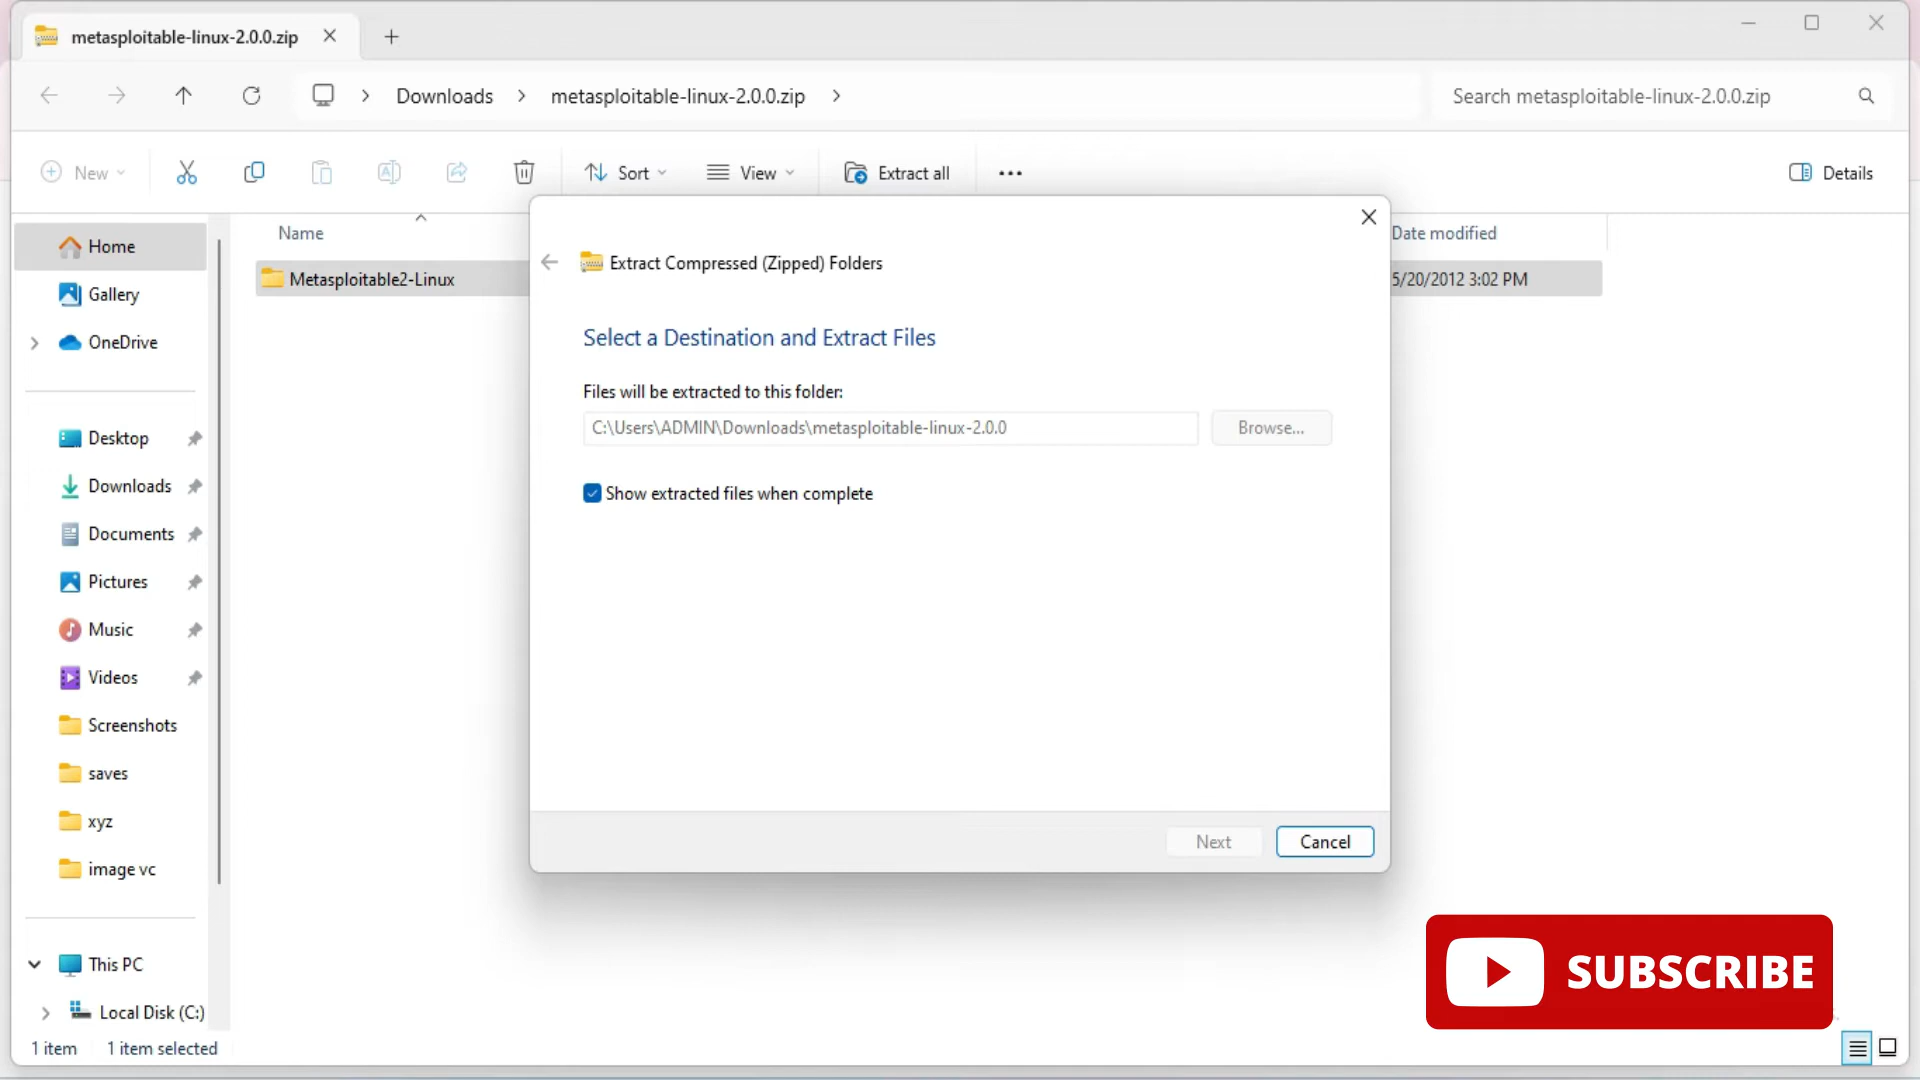 metasploitable-linux-2.0.0.zip
Downloads
metasploitable-linux-2.0.0.zip
Search metasploitable-linux-2.0.0.zip
New
Sort
View
Extract all
Details
Name
Date modified
Metasploitable2-Linux
5/20/2012 3:02 PM
Home
Gallery
OneDrive
Desktop
Downloads
Documents
Pictures
Music
Videos
Screenshots
saves
xyz
image vc
This PC
Local Disk (C:)
Extract Compressed (Zipped) Folders
Select a Destination and Extract Files
Files will be extracted to this folder:
C:\Users\ADMIN\Downloads\metasploitable-linux-2.0.0
Browse...
Show extracted files when complete
Next
Cancel
SUBSCRIBE
1 item
1 item selected